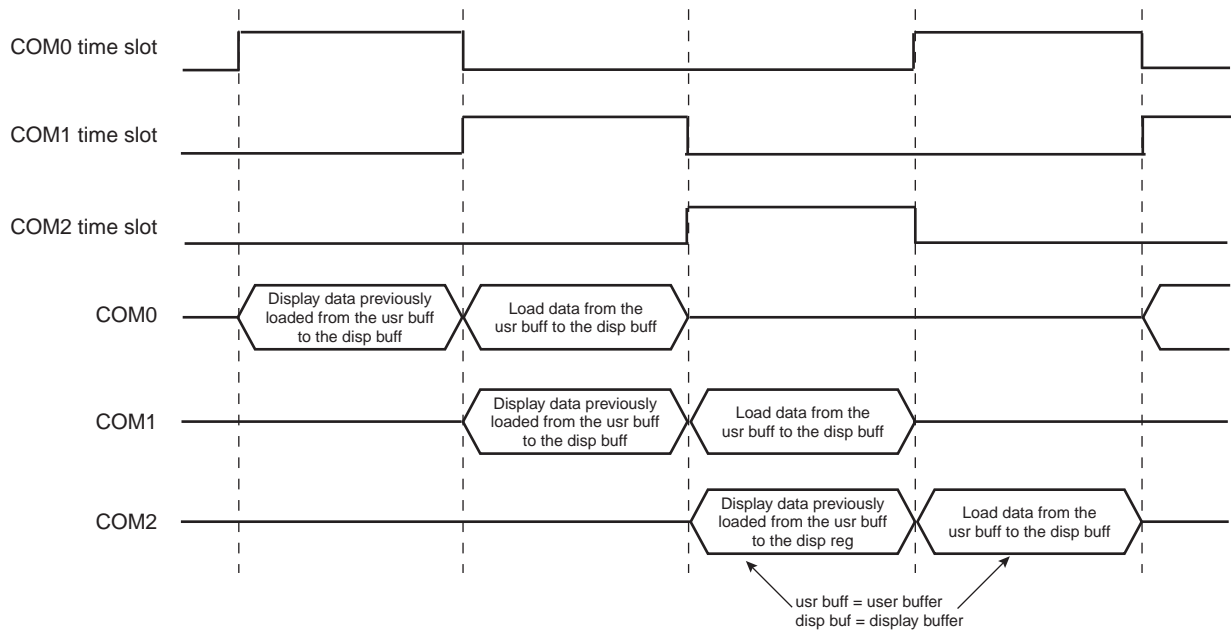 COM0 time slot
COM1 time slot
COM2 time slot
COM0
Display data previously
loaded from the usr buff
to the disp buff
Load data from the
usr buff to the disp buff
COM1
Display data previously
loaded from the usr buff
to the disp buff
Load data from the
usr buff to the disp buff
COM2
Display data previously
loaded from the usr buff
to the disp reg
Load data from the
usr buff to the disp buff
usr buff = user buffer
disp buf = display buffer